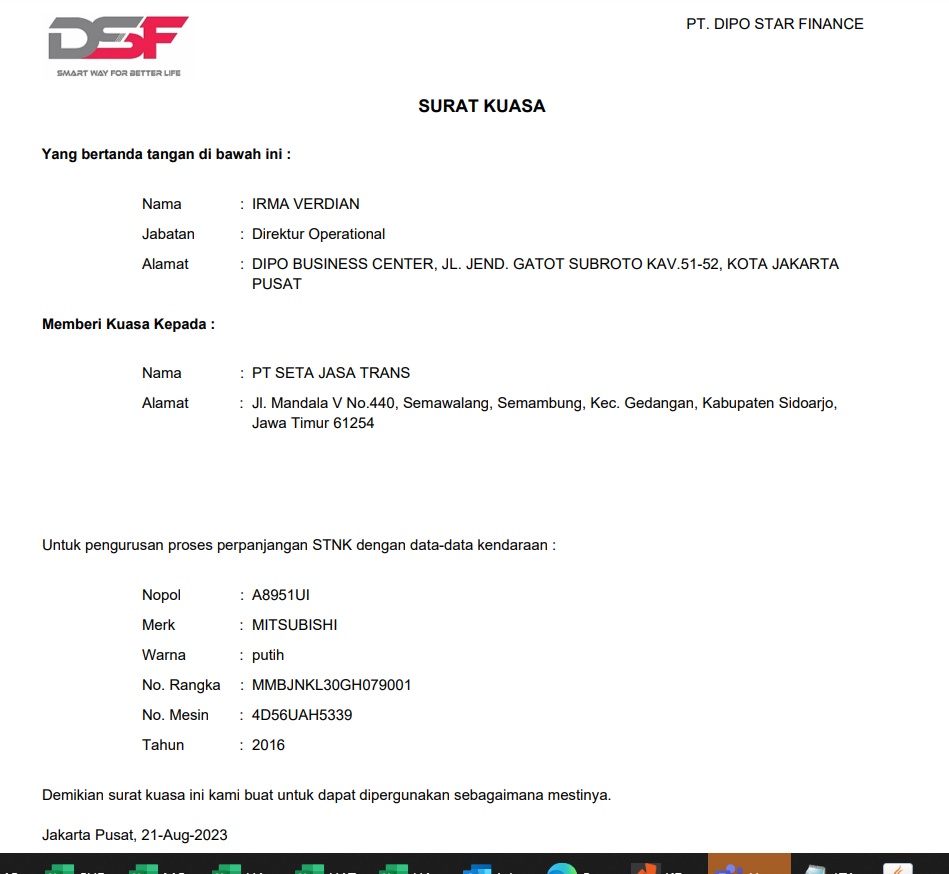 DSF
SMART WAY FOR BETTER LIFE
PT. DIPO STAR FINANCE
SURAT KUASA
Yang bertanda tangan di bawah ini :
Nama : IRMA VERDIAN
Jabatan : Direktur Operational
Alamat : DIPO BUSINESS CENTER, JL. JEND. GATOT SUBROTO KAV.51-52, KOTA JAKARTA
PUSAT
Memberi Kuasa Kepada :
Nama : PT SETA JASA TRANS
Alamat : Jl. Mandala V No.440, Semawalang, Semambung, Kec. Gedangan, Kabupaten Sidoarjo,
Jawa Timur 61254
Untuk pengurusan proses perpanjangan STNK dengan data-data kendaraan :
Nopol : A8951UI
Merk : MITSUBISHI
Warna : putih
No. Rangka : MMBJNKL30GH079001
No. Mesin : 4D56UAH5339
Tahun : 2016
Demikian surat kuasa ini kami buat untuk dapat dipergunakan sebagaimana mestinya.
Jakarta Pusat, 21-Aug-2023